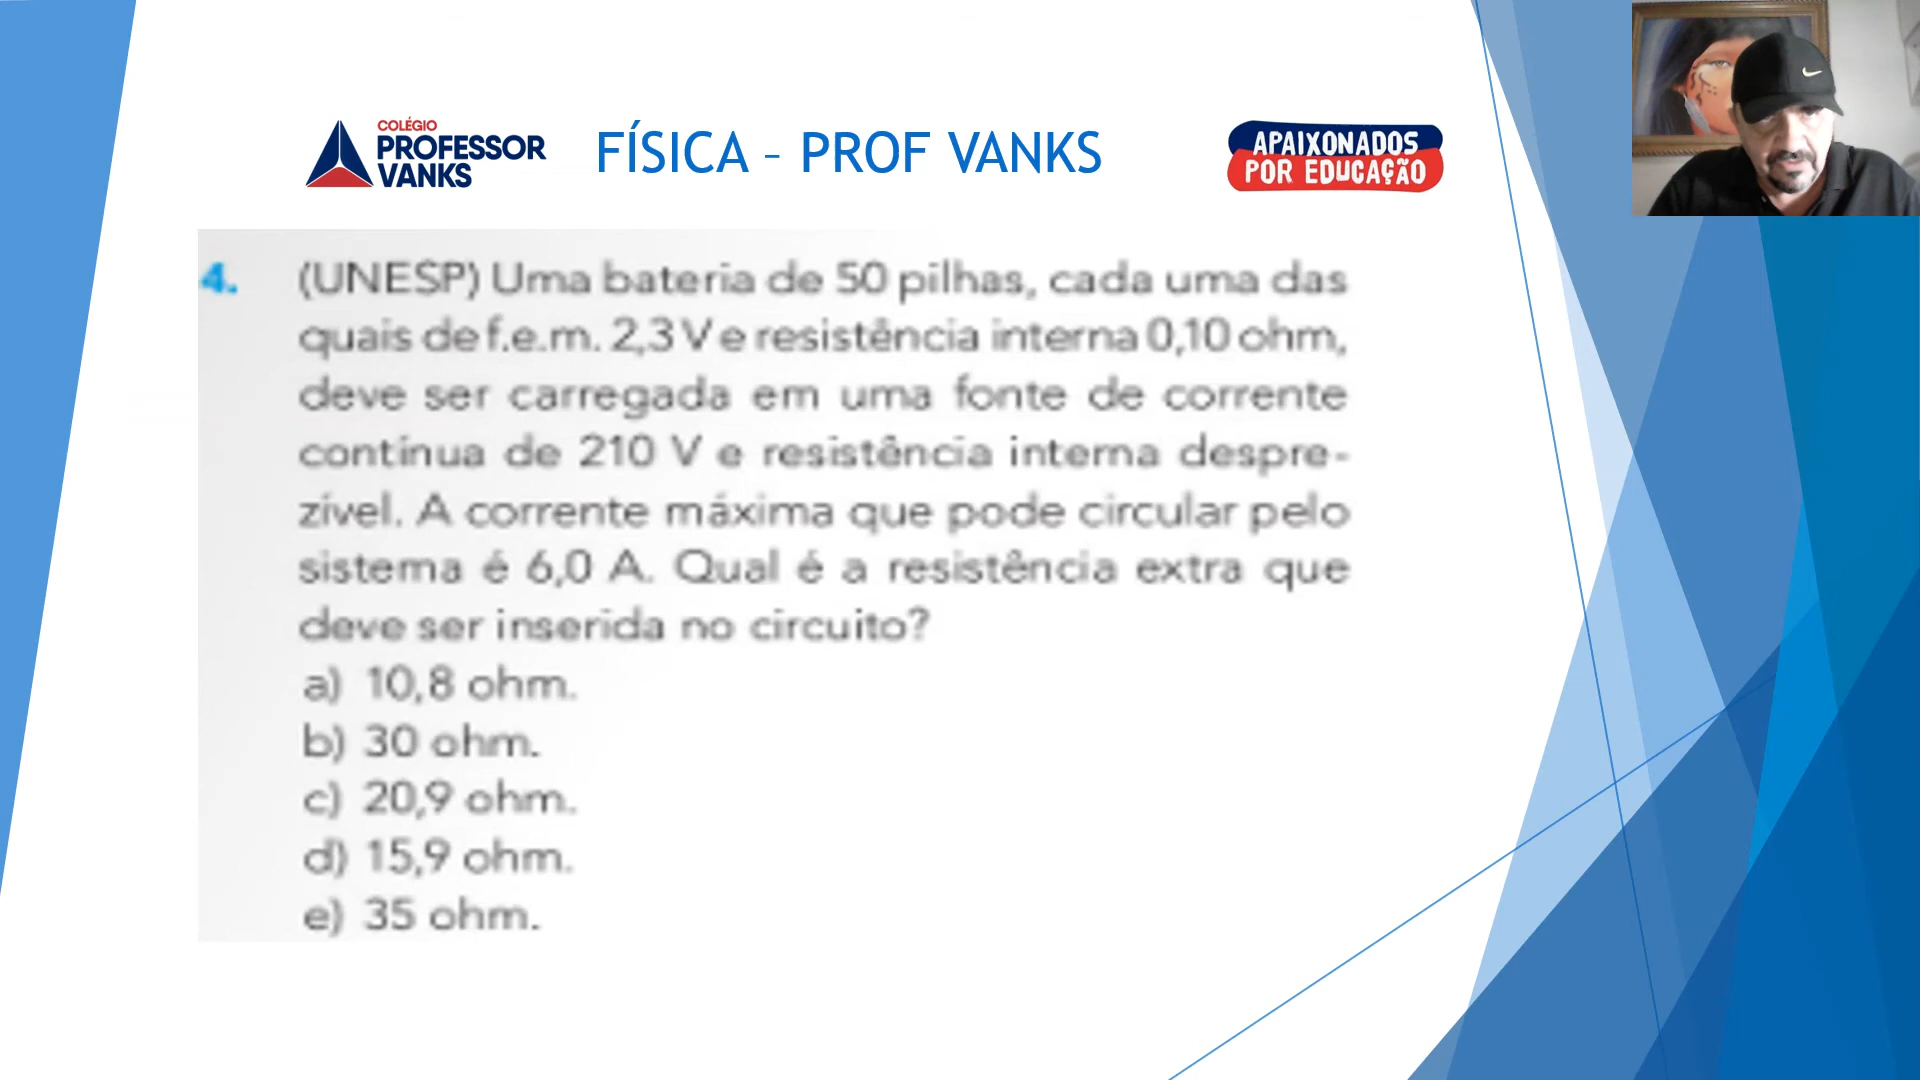 COLÉGIO
PROFESSOR
VANKS
FÍSICA – PROF VANKS
APAIXONADOS
POR EDUCAÇÃO
4. (UNESP) Uma bateria de 50 pilhas, cada uma das
quais de f.e.m. 2,3 V e resistência interna 0,10 ohm,
deve ser carregada em uma fonte de corrente
contínua de 210 V e resistência interna despre-
zível. A corrente máxima que pode circular pelo
sistema é 6,0 A. Qual é a resistência extra que
deve ser inserida no circuito?
a) 10,8 ohm.
b) 30 ohm.
c) 20,9 ohm.
d) 15,9 ohm.
e) 35 ohm.